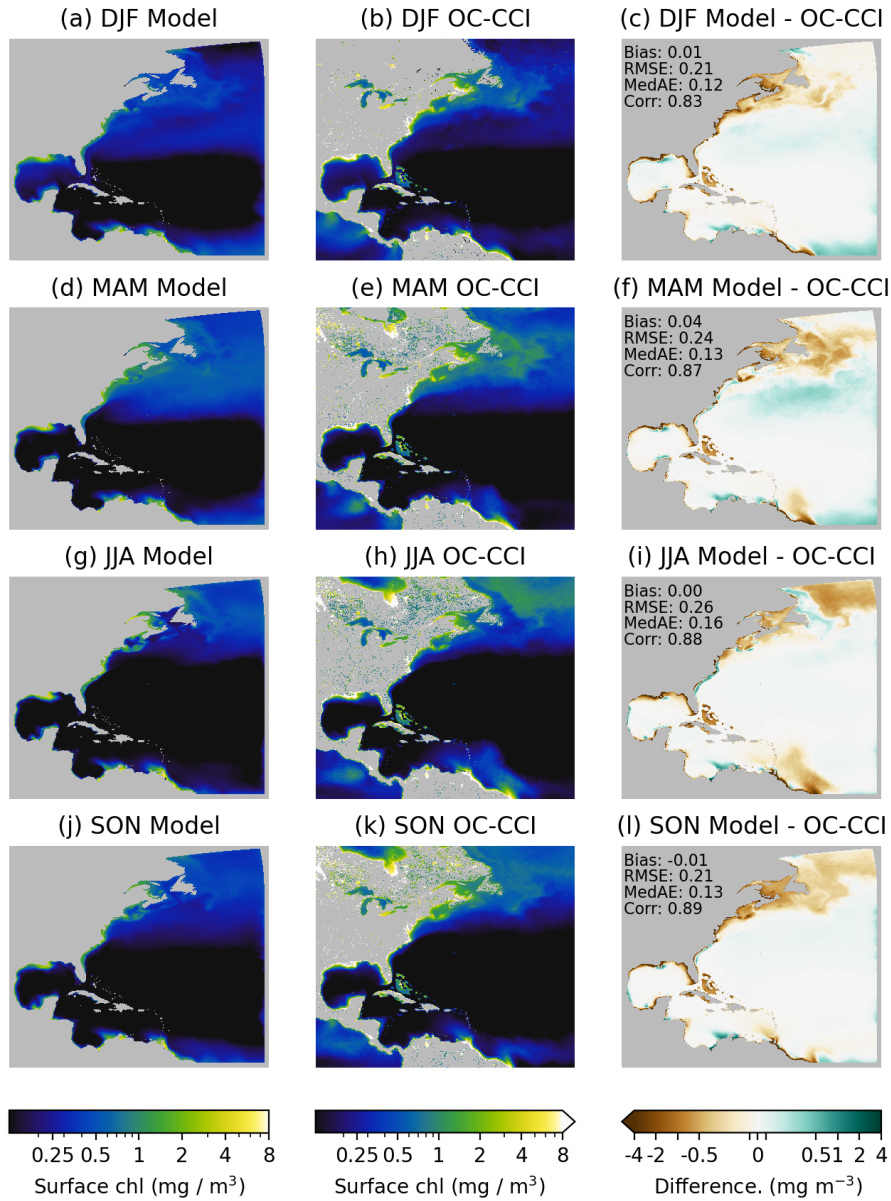 (a) DJF Model
(b) DJF OC-CCI
(c) DJF Model - OC-CCI
Bias: 0.01
RMSE: 0.21
MedAE: 0.12
Corr: 0.83
(d) MAM Model
(e) MAM OC-CCI
(f) MAM Model - OC-CCI
Bias: 0.04
RMSE: 0.24
MedAE: 0.13
Corr: 0.87
(g) JJA Model
(h) JJA OC-CCI
(i) JJA Model - OC-CCI
Bias: 0.00
RMSE: 0.26
MedAE: 0.16
Corr: 0.88
(j) SON Model
(k) SON OC-CCI
(l) SON Model - OC-CCI
Bias: -0.01
RMSE: 0.21
MedAE: 0.13
Corr: 0.89
0.25 0.5 1 2 4 8
Surface chl (mg / m³)
0.25 0.5 1 2 4 8
Surface chl (mg / m³)
-4 -2 -0.5 0 0.5 1 2 4
Difference. (mg m⁻³)